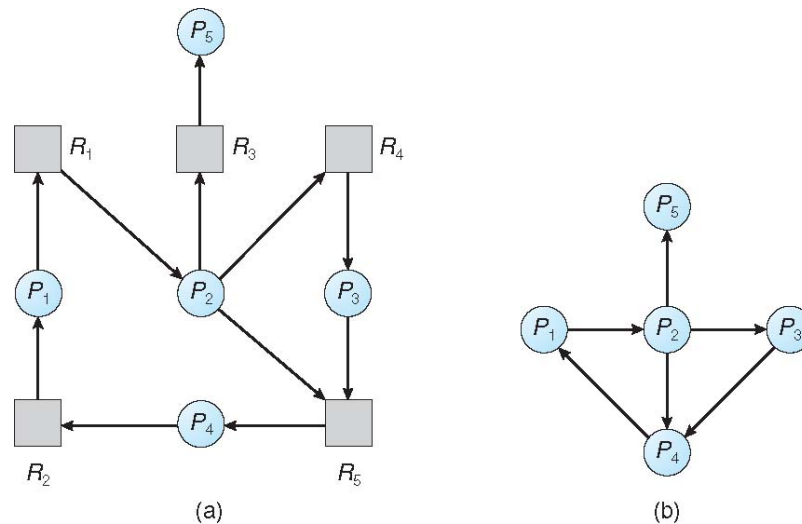 P₅
R₁
R₃
R₄
P₁
P₂
P₃
P₄
R₂
R₅
(a)
P₅
P₁
P₂
P₃
P₄
(b)